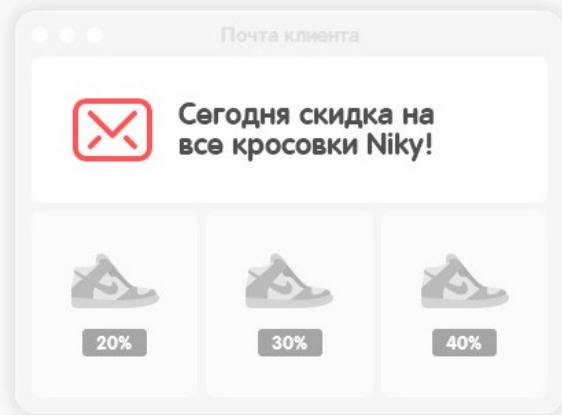 Почта клиента
Сегодня скидка на
все кросовки Niky!
20% 30% 40%